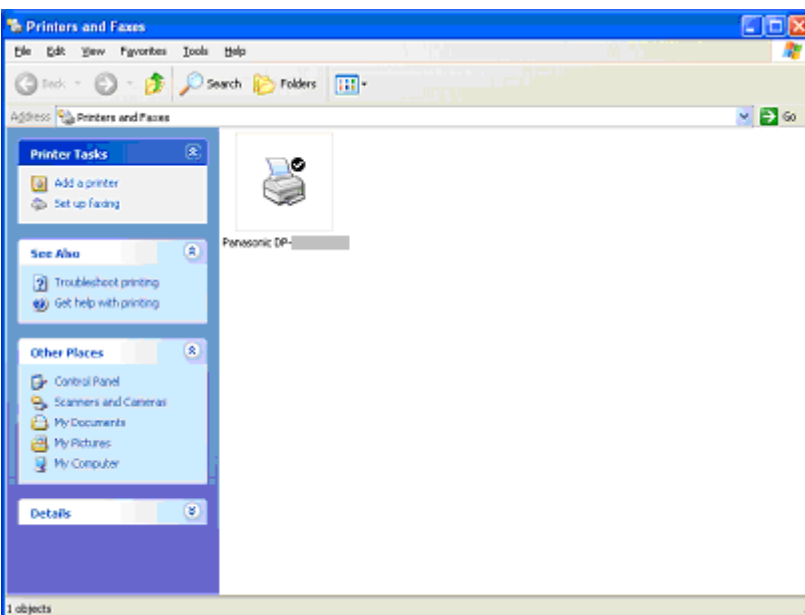 Printers and Faxes
File Edit View Favorites Tools Help
Back Search Folders
Address Printers and Faxes Go
Printer Tasks
Add a printer
Set up faxing
See Also
Troubleshoot printing
Get help with printing
Other Places
Control Panel
Scanners and Cameras
My Documents
My Pictures
My Computer
Details
Panasonic DP-
1 objects